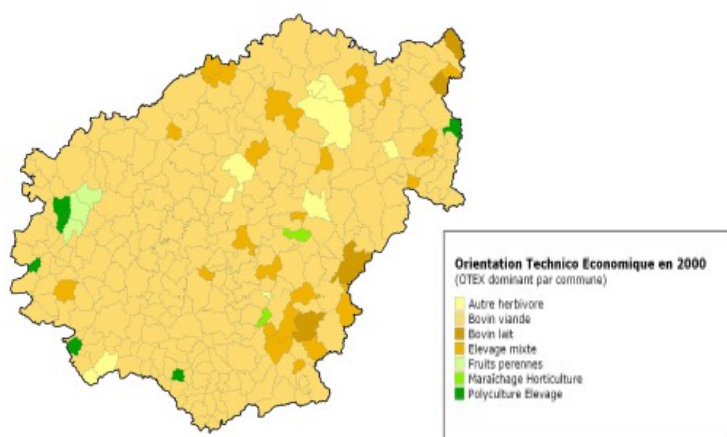 Orientation Technico Economique en 2000
(OTEX dominant par commune)
Autre herbivore
Bovin viande
Bovin lait
Elevage mixte
Fruits perennes
Maraîchage Horticulture
Polyculture Elevage